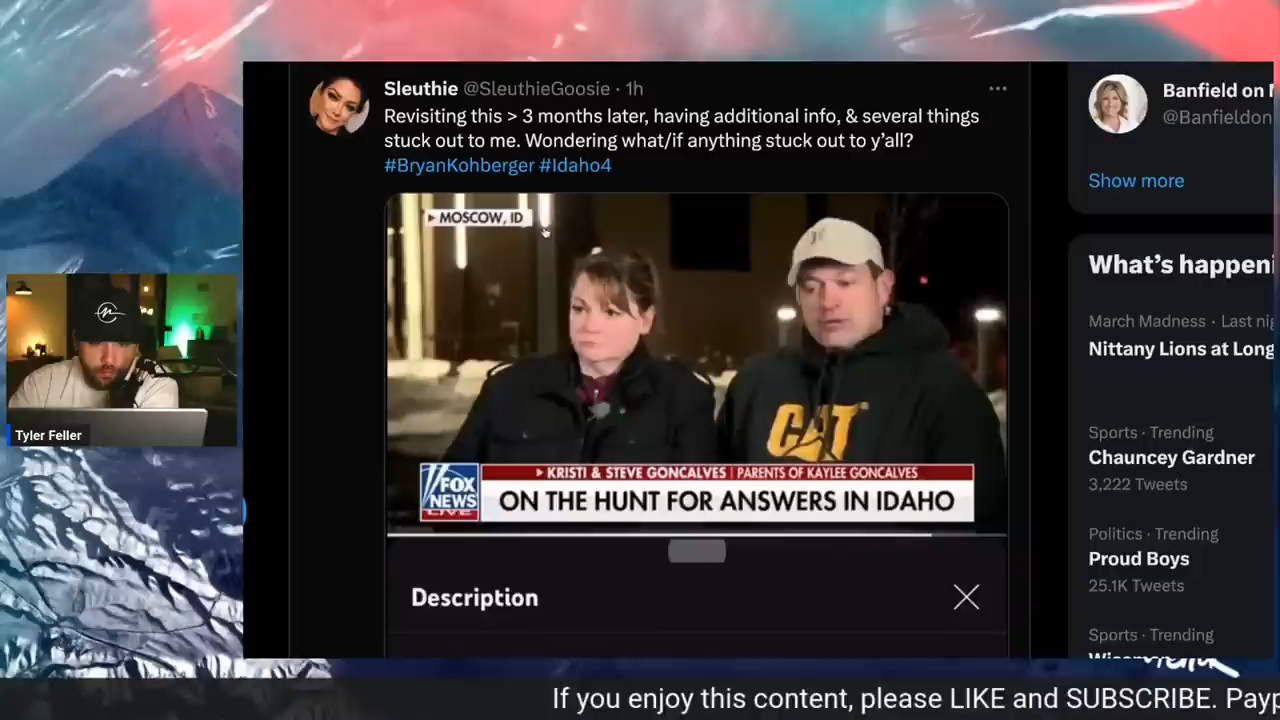 Sleuthie @SleuthieGoosie · 1h
Revisiting this > 3 months later, having additional info, & several things
stuck out to me. Wondering what/if anything stuck out to y’all?
#BryanKohberger #Idaho4
MOSCOW, ID
CAT
KRISTI & STEVE GONCALVES | PARENTS OF KAYLEE GONCALVES
FOX
NEWS
LIVE
ON THE HUNT FOR ANSWERS IN IDAHO
Description
Tyler Feller
Banfield on
@Banfieldon
Show more
What’s happeni
March Madness · Last nig
Nittany Lions at Long
Sports · Trending
Chauncey Gardner
3,222 Tweets
Politics · Trending
Proud Boys
25.1K Tweets
Sports · Trending
If you enjoy this content, please LIKE and SUBSCRIBE. Payp